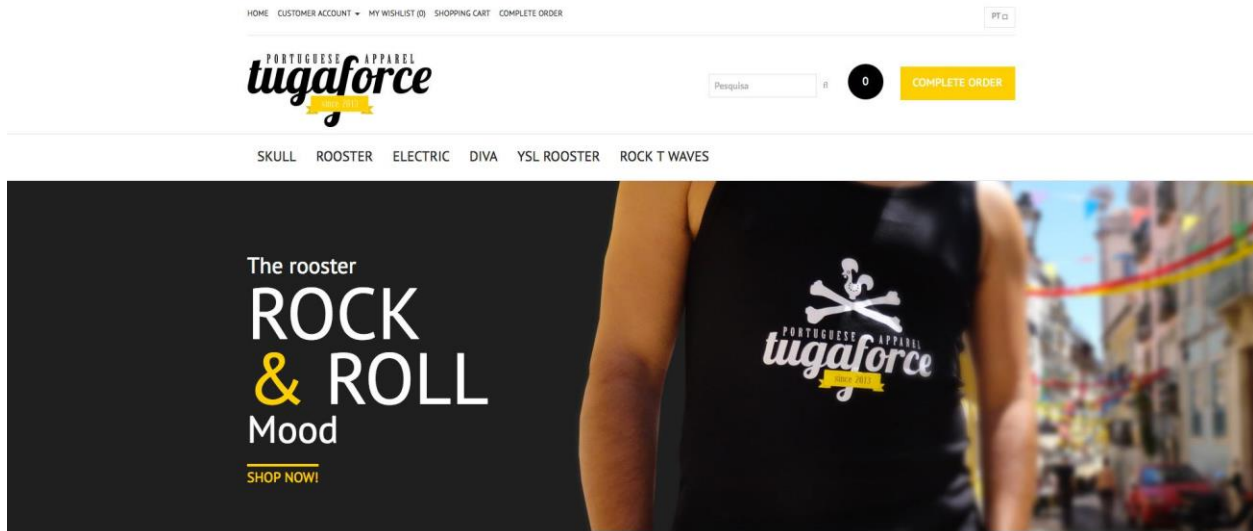 HOME CUSTOMER ACCOUNT MY WISHLIST (0) SHOPPING CART COMPLETE ORDER
PT
PORTUGUESE APPAREL
tugaforce
since 2013
Pesquisa
0
COMPLETE ORDER
SKULL ROOSTER ELECTRIC DIVA YSL ROOSTER ROCK T WAVES
The rooster
ROCK
& ROLL
Mood
SHOP NOW!
PORTUGUESE APPAREL
tugaforce
since 2013